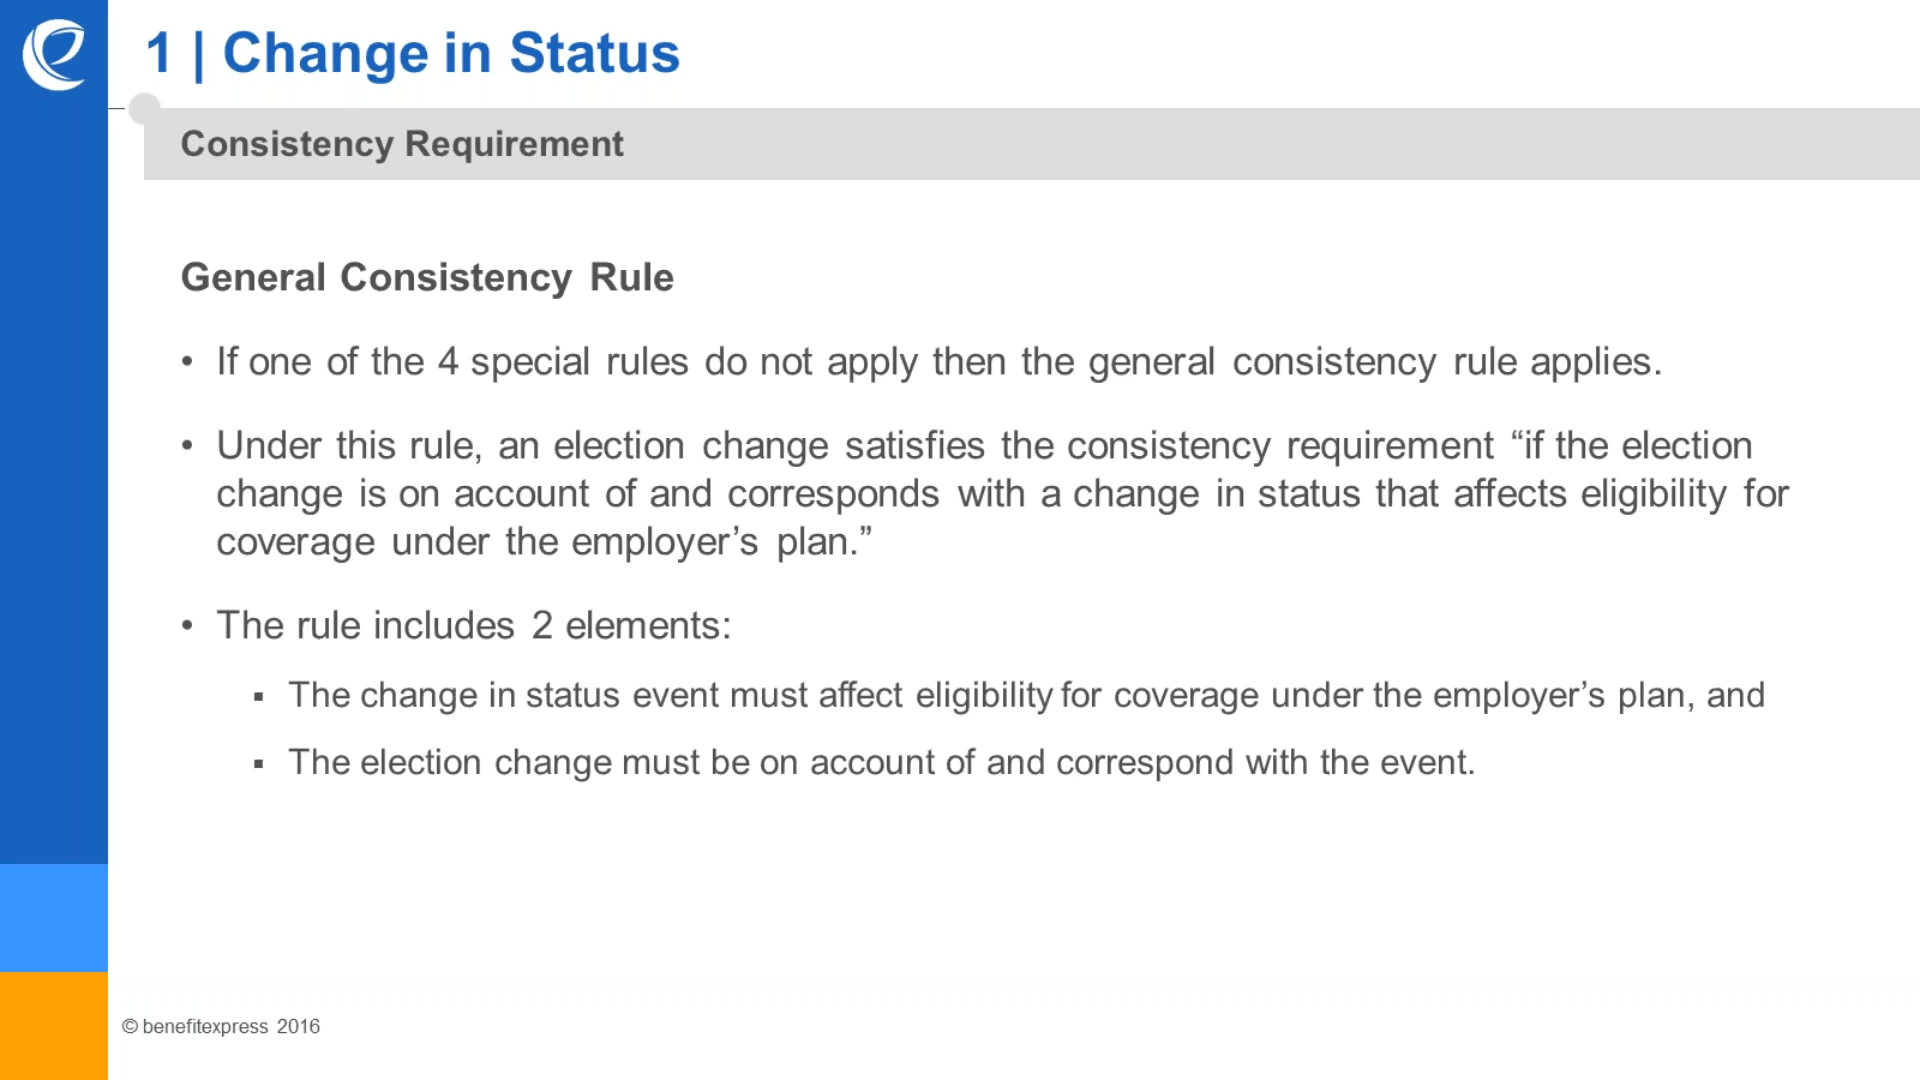 1 | Change in Status
Consistency Requirement
General Consistency Rule
• If one of the 4 special rules do not apply then the general consistency rule applies.
• Under this rule, an election change satisfies the consistency requirement “if the election
change is on account of and corresponds with a change in status that affects eligibility for
coverage under the employer’s plan.”
• The rule includes 2 elements:
▪ The change in status event must affect eligibility for coverage under the employer’s plan, and
▪ The election change must be on account of and correspond with the event.
© benefitexpress 2016